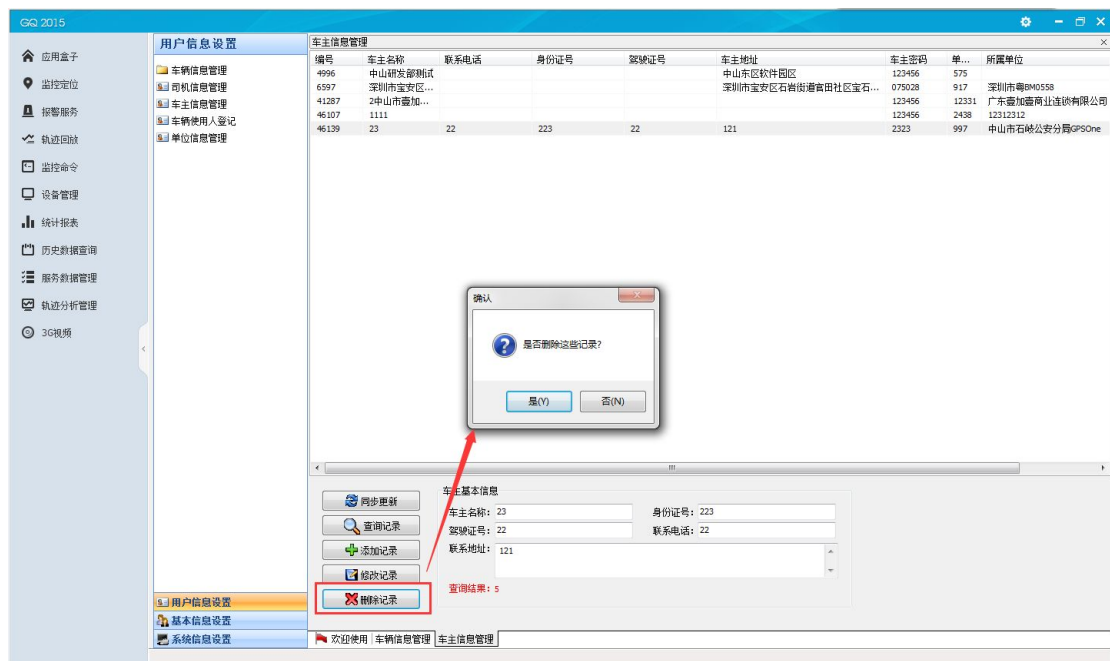 GQ 2015
应用盒子
监控定位
报警服务
轨迹回放
监控命令
设备管理
统计报表
历史数据查询
服务数据管理
轨迹分析管理
3G视频
用户信息设置
车辆信息管理
司机信息管理
车主信息管理
车辆使用人登记
单位信息管理
用户信息设置
基本信息设置
系统信息设置
车主信息管理
编号 车主名称 联系电话 身份证号 驾驶证号 车主地址 车主密码 单... 所属单位
4996 中山研发部测试 中山东区软件园区 123456 575
6597 深圳市宝安区... 深圳市宝安区石岩街道官田社区宝石... 075028 917 深圳市粤BM0558
41287 2中山市壹加... 123456 12331 广东壹加壹商业连锁有限公司
46107 1111 123456 2438 12312312
46139 23 22 223 22 121 2323 997 中山市石岐公安分局GPSOne
确认
是否删除这些记录?
是(Y) 否(N)
同步更新
查询记录
添加记录
修改记录
删除记录
车主基本信息
车主名称: 23 身份证号: 223
驾驶证号: 22 联系电话: 22
联系地址: 121
查询结果: 5
欢迎使用 车辆信息管理 车主信息管理